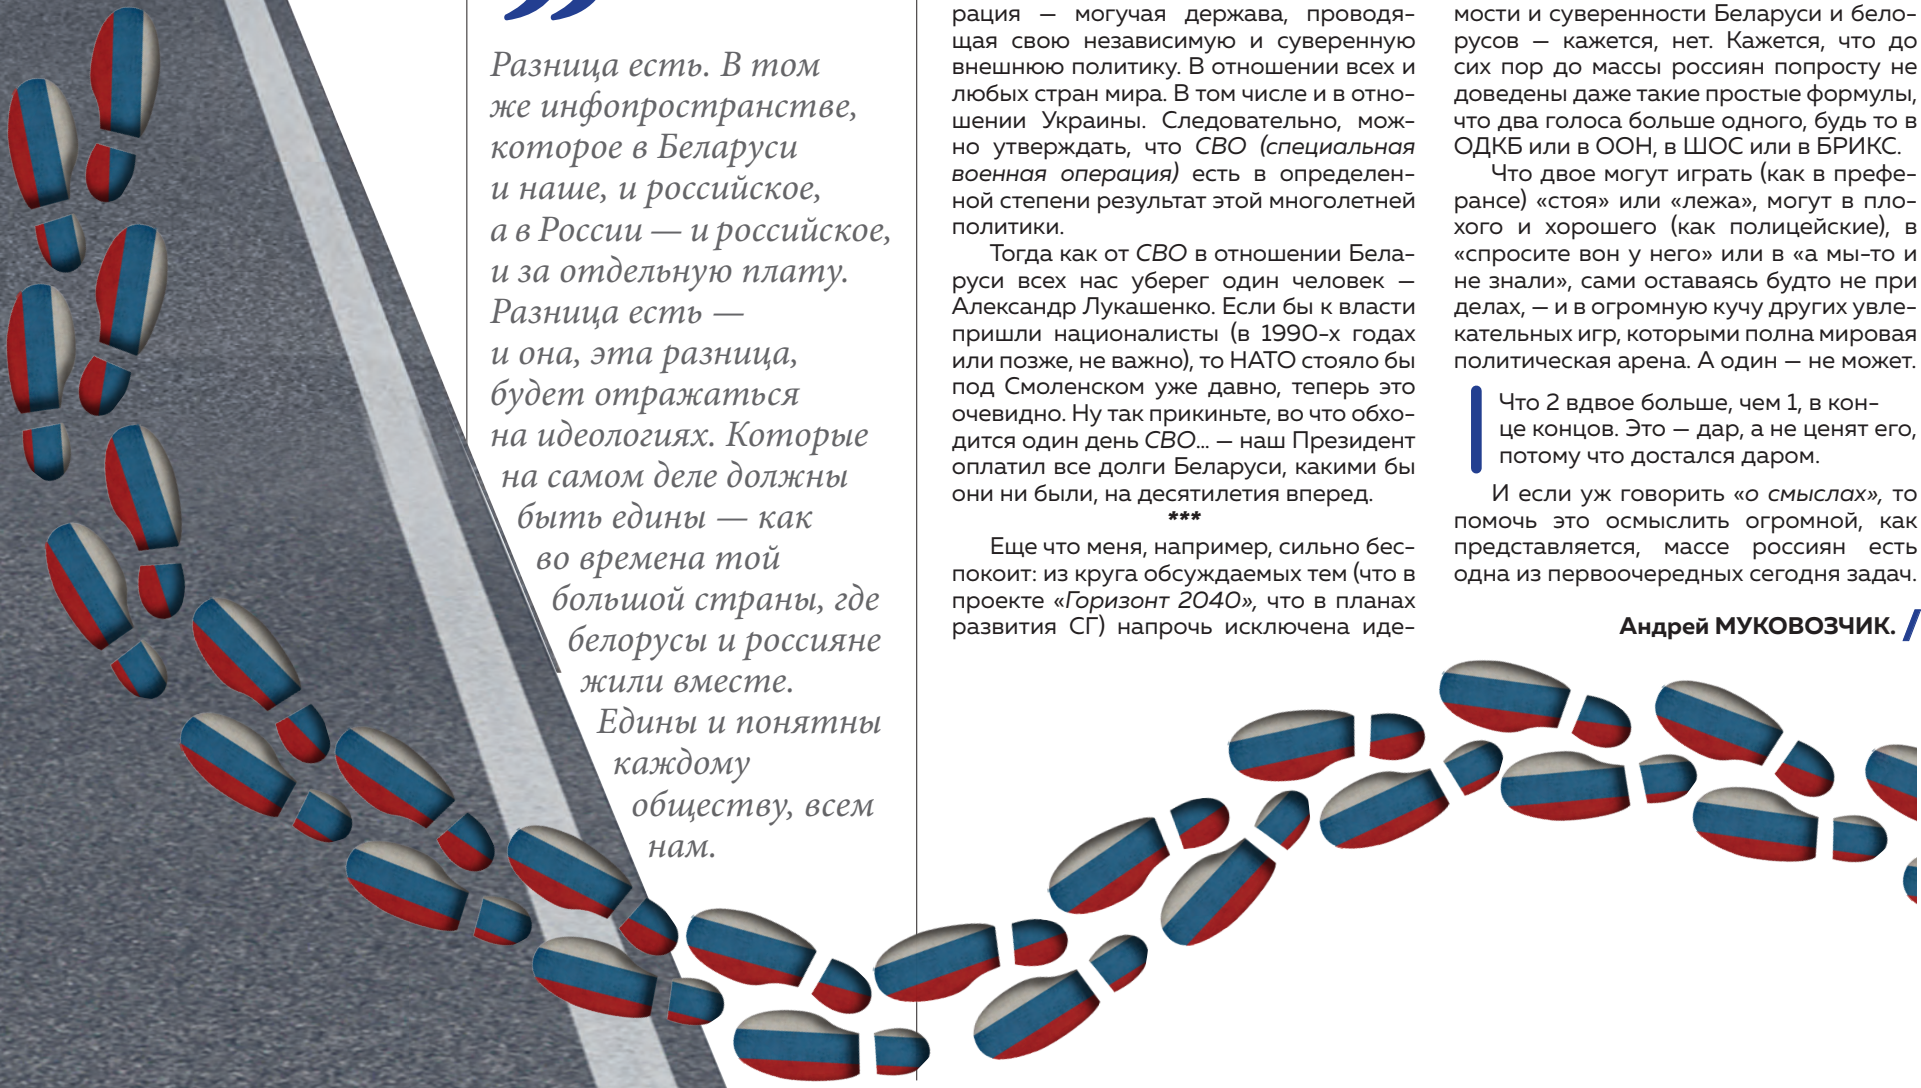 ”
Разница есть. В том
же инфопространстве,
которое в Беларуси
и наше, и российское,
а в России — и российское,
и за отдельную плату.
Разница есть —
и она, эта разница,
будет отражаться
на идеологиях. Которые
на самом деле должны
быть едины — как
во времена той
большой страны, где
белорусы и россияне
жили вместе.
Едины и понятны
каждому
обществу, всем
нам.
рация — могучая держава, проводя-
щая свою независимую и суверенную
внешнюю политику. В отношении всех и
любых стран мира. В том числе и в отно-
шении Украины. Следовательно, мож-
но утверждать, что СВО (специальная
военная операция) есть в определен-
ной степени результат этой многолетней
политики.
Тогда как от СВО в отношении Бела-
руси всех нас уберег один человек —
Александр Лукашенко. Если бы к власти
пришли националисты (в 1990-х годах
или позже, не важно), то НАТО стояло бы
под Смоленском уже давно, теперь это
очевидно. Ну так прикиньте, во что обхо-
дится один день СВО... — наш Президент
оплатил все долги Беларуси, какими бы
они ни были, на десятилетия вперед.
***
Еще что меня, например, сильно бес-
покоит: из круга обсуждаемых тем (что в
проекте «Горизонт 2040», что в планах
развития СГ) напрочь исключена иде-
мости и суверенности Беларуси и бело-
русов — кажется, нет. Кажется, что до
сих пор до массы россиян попросту не
доведены даже такие простые формулы,
что два голоса больше одного, будь то в
ОДКБ или в ООН, в ШОС или в БРИКС.
Что двое могут играть (как в префе-
рансе) «стоя» или «лежа», могут в пло-
хого и хорошего (как полицейские), в
«спросите вон у него» или в «а мы-то и
не знали», сами оставаясь будто не при
делах, — и в огромную кучу других увле-
кательных игр, которыми полна мировая
политическая арена. А один — не может.
Что 2 вдвое больше, чем 1, в кон-
це концов. Это — дар, а не ценят его,
потому что достался даром.
И если уж говорить «о смыслах», то
помочь это осмыслить огромной, как
представляется, массе россиян есть
одна из первоочередных сегодня задач.
Андрей МУКОВОЗЧИК.